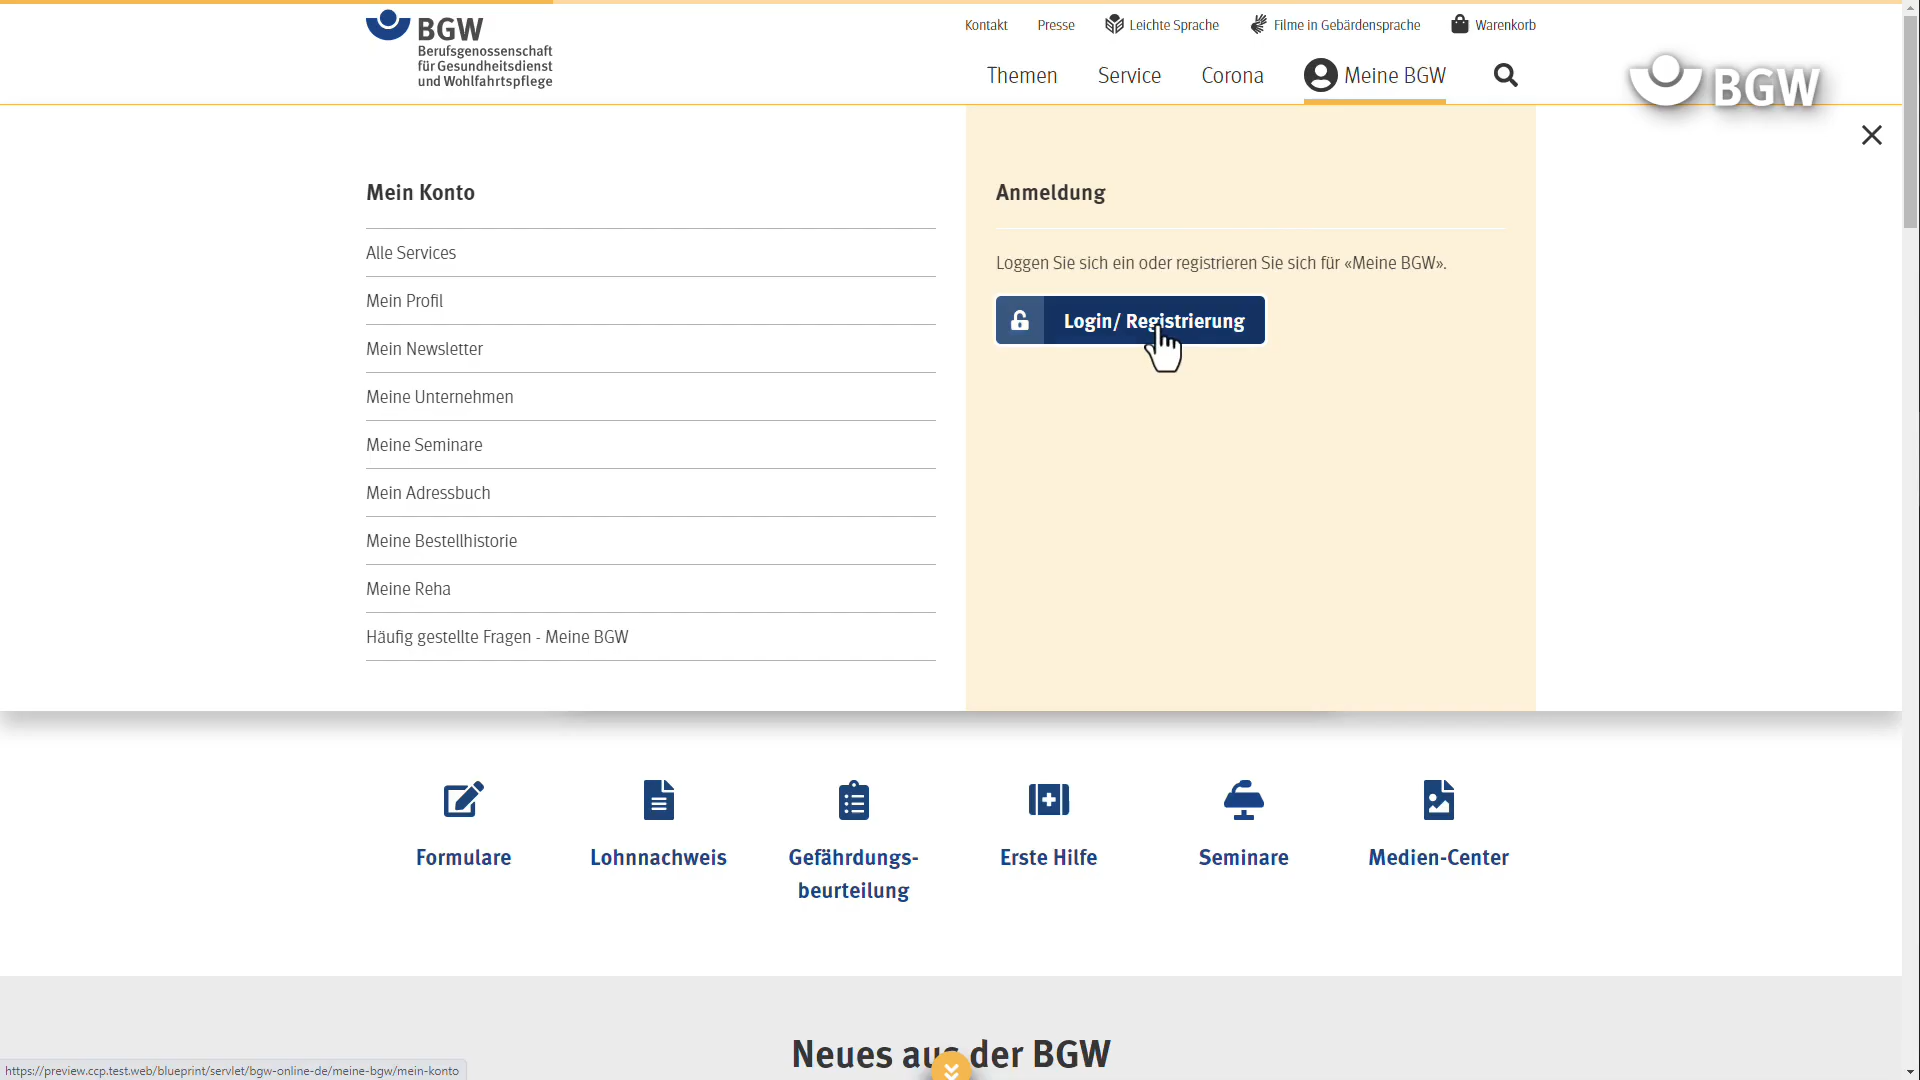 BGW
Berufsgenossenschaft
für Gesundheitsdienst
und Wohlfahrtspflege
Kontakt
Presse
Leichte Sprache
Filme in Gebärdensprache
Warenkorb
Themen
Service
Corona
Meine BGW
BGW
Mein Konto
Alle Services
Mein Profil
Mein Newsletter
Meine Unternehmen
Meine Seminare
Mein Adressbuch
Meine Bestellhistorie
Meine Reha
Häufig gestellte Fragen - Meine BGW
Anmeldung
Loggen Sie sich ein oder registrieren Sie sich für «Meine BGW».
Login/ Registrierung
Formulare
Lohnnachweis
Gefährdungs-
beurteilung
Erste Hilfe
Seminare
Medien-Center
Neues aus der BGW
https://preview.ccp.test.web/blueprint/servlet/bgw-online-de/meine-bgw/mein-konto